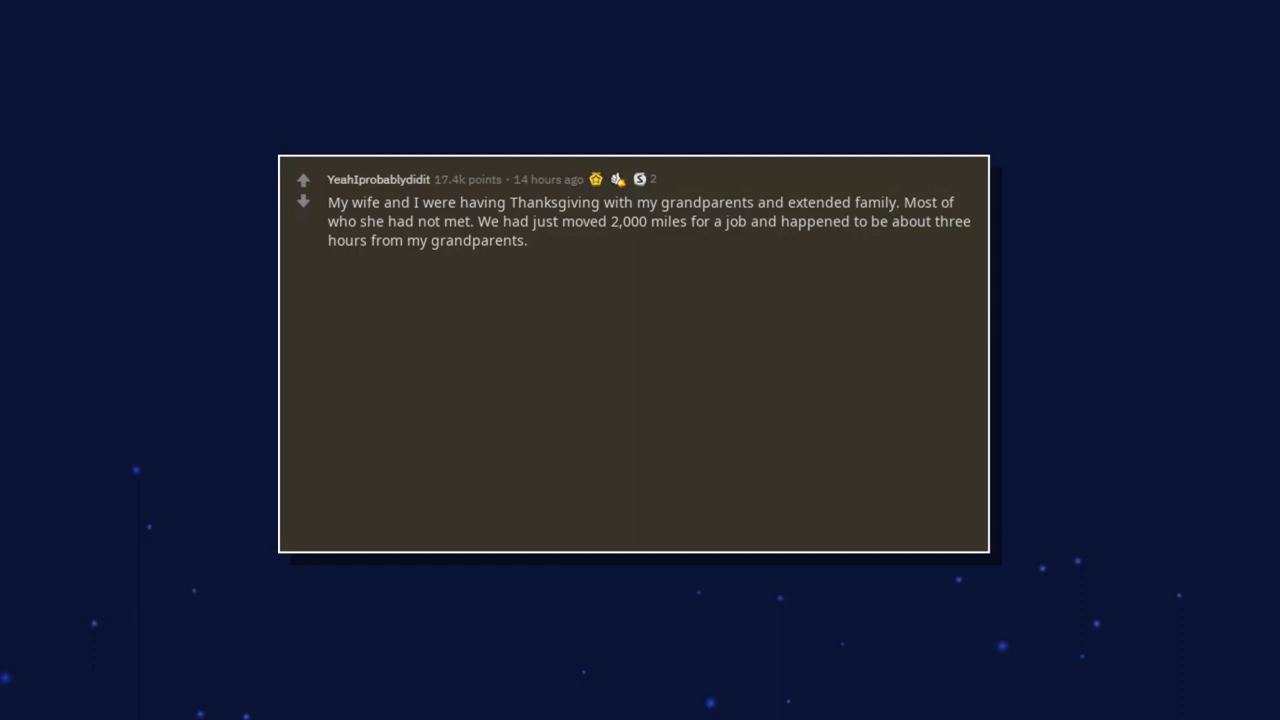 YeahIprobablydidit 17.4k points · 14 hours ago 2
My wife and I were having Thanksgiving with my grandparents and extended family. Most of
who she had not met. We had just moved 2,000 miles for a job and happened to be about three
hours from my grandparents.